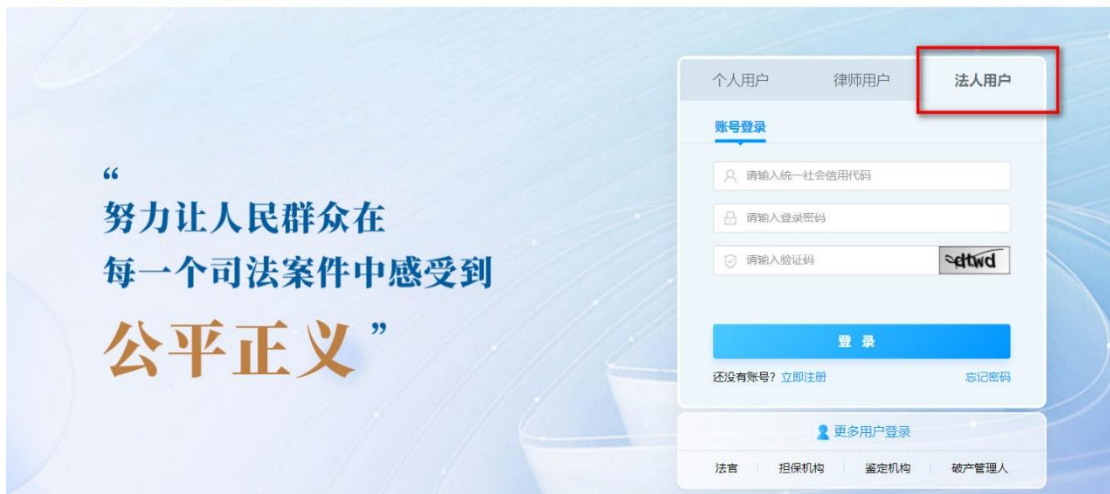 “
努力让人民群众在
每一个司法案件中感受到
公平正义”
个人用户 律师用户 法人用户
账号登录
请输入统一社会信用代码
请输入登录密码
请输入验证码
登 录
还没有账号? 立即注册 忘记密码
更多用户登录
法官 担保机构 鉴定机构 破产管理人